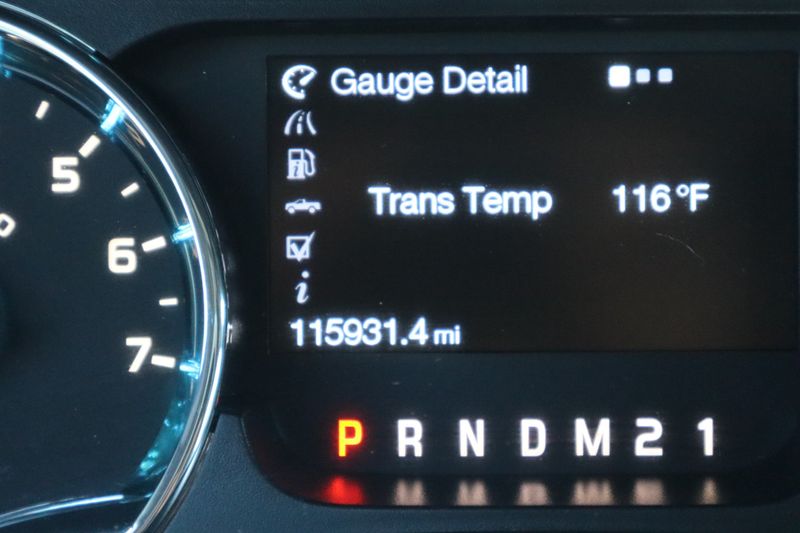 Gauge Detail
Trans Temp 116°F
115931.4 mi
P R N D M 2 1
5
6
7